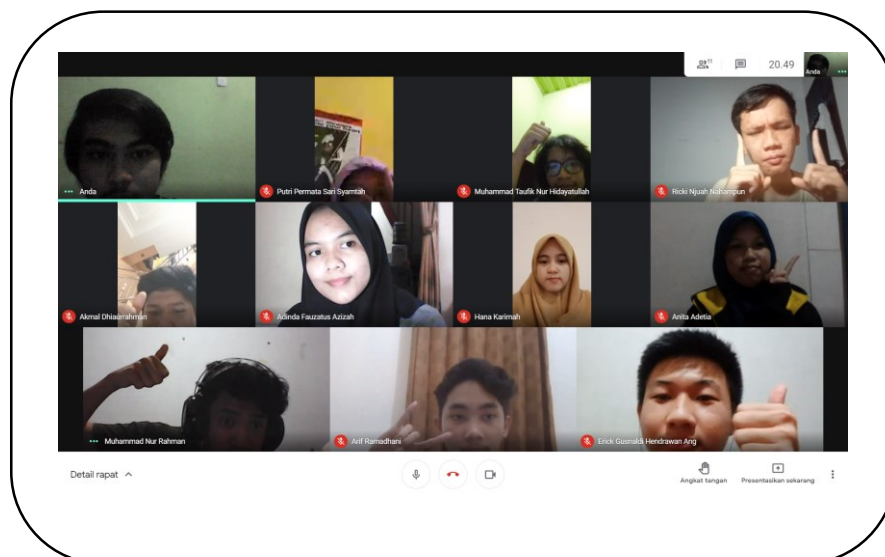 20.49
Anda
Anda
Putri Permata Sari Syamtah
Muhammad Taufik Nur Hidayatullah
Ricki Njuah Nahampun
Akmal Dhiaurrahman
Adinda Fauzatus Azizah
Hana Karimah
Anita Adetia
Muhammad Nur Rahman
Arif Ramadhani
Erick Gusnaldi Hendrawan Ang
Detail rapat
Angkat tangan
Presentasikan sekarang